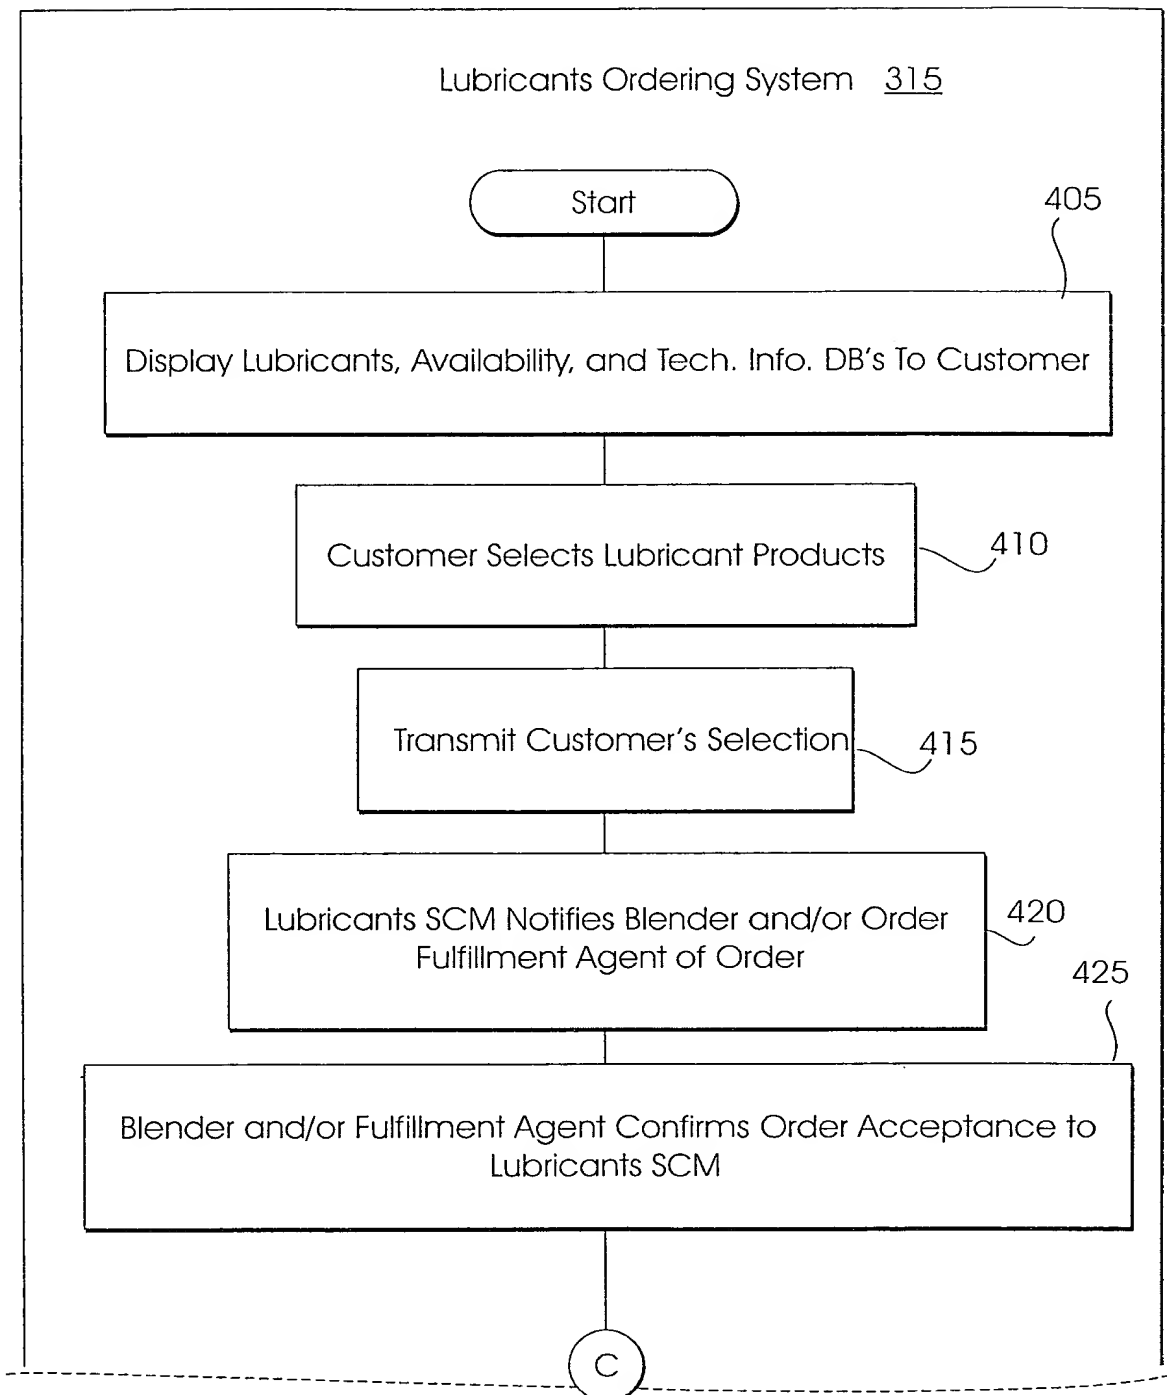 Lubricants Ordering System 315
Start
405
Display Lubricants, Availability, and Tech. Info. DB's To Customer
Customer Selects Lubricant Products
410
Transmit Customer's Selection
415
Lubricants SCM Notifies Blender and/or Order
Fulfillment Agent of Order
420
425
Blender and/or Fulfillment Agent Confirms Order Acceptance to
Lubricants SCM
C